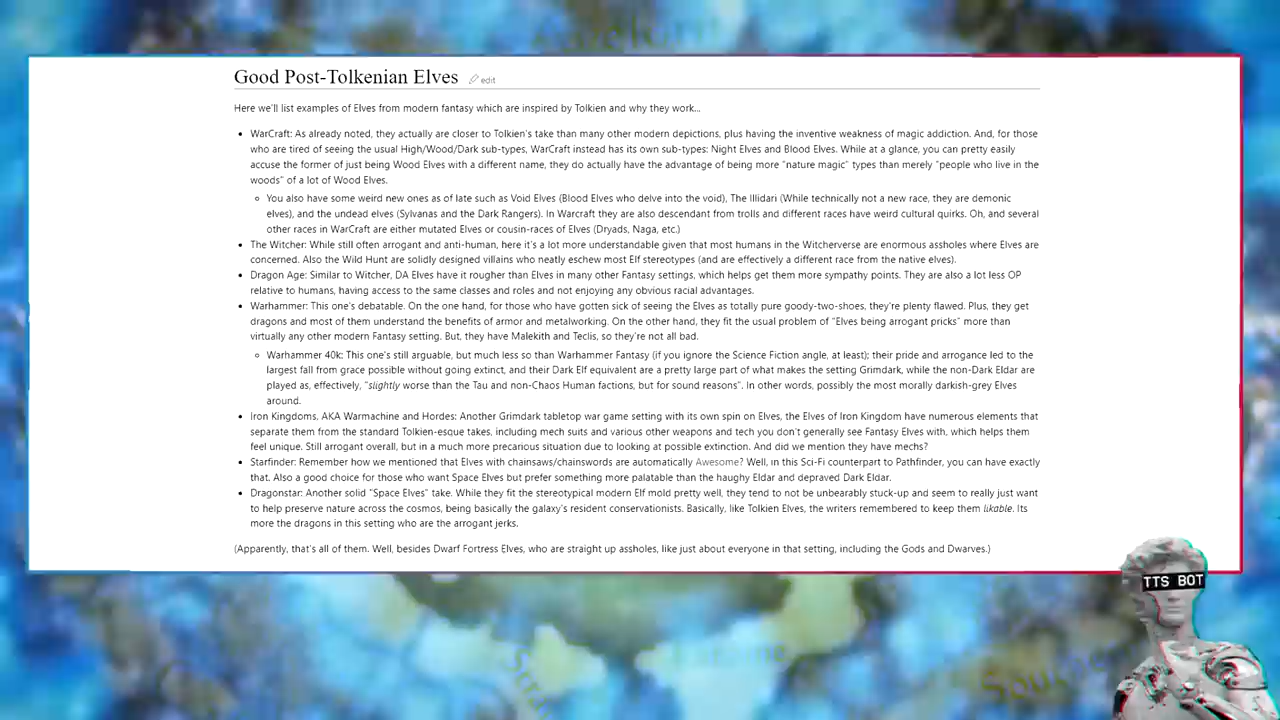 Good Post-Tolkenian Elves edit
Here we'll list examples of Elves from modern fantasy which are inspired by Tolkien and why they work...
WarCraft: As already noted, they actually are closer to Tolkien's take than many other modern depictions, plus having the inventive weakness of magic addiction. And, for those
who are tired of seeing the usual High/Wood/Dark sub-types, WarCraft instead has its own sub-types: Night Elves and Blood Elves. While at a glance, you can pretty easily
accuse the former of just being Wood Elves with a different name, they do actually have the advantage of being more "nature magic" types than merely "people who live in the
woods" of a lot of Wood Elves.
You also have some weird new ones as of late such as Void Elves (Blood Elves who delve into the void), The Illidari (While technically not a new race, they are demonic
elves), and the undead elves (Sylvanas and the Dark Rangers). In Warcraft they are also descendant from trolls and different races have weird cultural quirks. Oh, and several
other races in WarCraft are either mutated Elves or cousin-races of Elves (Dryads, Naga, etc.)
The Witcher: While still often arrogant and anti-human, here it's a lot more understandable given that most humans in the Witcherverse are enormous assholes where Elves are
concerned. Also the Wild Hunt are solidly designed villains who neatly eschew most Elf stereotypes (and are effectively a different race from the native elves).
Dragon Age: Similar to Witcher, DA Elves have it rougher than Elves in many other Fantasy settings, which helps get them more sympathy points. They are also a lot less OP
relative to humans, having access to the same classes and roles and not enjoying any obvious racial advantages.
Warhammer: This one's debatable. On the one hand, for those who have gotten sick of seeing the Elves as totally pure goody-two-shoes, they're plenty flawed. Plus, they get
dragons and most of them understand the benefits of armor and metalworking. On the other hand, they fit the usual problem of "Elves being arrogant pricks" more than
virtually any other modern Fantasy setting. But, they have Malekith and Teclis, so they're not all bad.
Warhammer 40k: This one's still arguable, but much less so than Warhammer Fantasy (if you ignore the Science Fiction angle, at least); their pride and arrogance led to the
largest fall from grace possible without going extinct, and their Dark Elf equivalent are a pretty large part of what makes the setting Grimdark, while the non-Dark Eldar are
played as, effectively, "slightly worse than the Tau and non-Chaos Human factions, but for sound reasons". In other words, possibly the most morally darkish-grey Elves
around.
Iron Kingdoms, AKA Warmachine and Hordes: Another Grimdark tabletop war game setting with its own spin on Elves, the Elves of Iron Kingdom have numerous elements that
separate them from the standard Tolkien-esque takes, including mech suits and various other weapons and tech you don't generally see Fantasy Elves with, which helps them
feel unique. Still arrogant overall, but in a much more precarious situation due to looking at possible extinction. And did we mention they have mechs?
Starfinder: Remember how we mentioned that Elves with chainsaws/chainswords are automatically Awesome? Well, in this Sci-Fi counterpart to Pathfinder, you can have exactly
that. Also a good choice for those who want Space Elves but prefer something more palatable than the haughy Eldar and depraved Dark Eldar.
Dragonstar: Another solid "Space Elves" take. While they fit the stereotypical modern Elf mold pretty well, they tend to not be unbearably stuck-up and seem to really just want
to help preserve nature across the cosmos, being basically the galaxy's resident conservationists. Basically, like Tolkien Elves, the writers remembered to keep them likable. Its
more the dragons in this setting who are the arrogant jerks.
(Apparently, that's all of them. Well, besides Dwarf Fortress Elves, who are straight up assholes, like just about everyone in that setting, including the Gods and Dwarves.)
TTS BOT